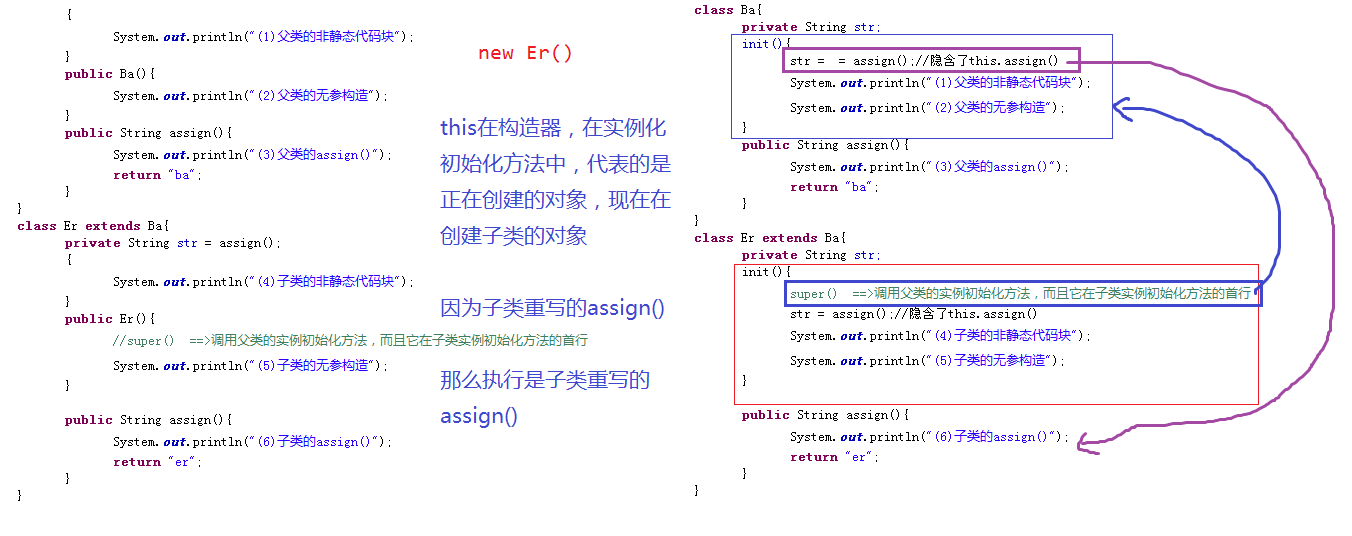 {
System.out.println("(1)父类的非静态代码块");
}
public Ba(){
System.out.println("(2)父类的无参构造");
}
public String assign(){
System.out.println("(3)父类的assign()");
return "ba";
}
}
class Er extends Ba{
private String str = assign();
{
System.out.println("(4)子类的非静态代码块");
}
public Er(){
//super()  ==>调用父类的实例初始化方法，而且它在子类实例初始化方法的首行
System.out.println("(5)子类的无参构造");
}
public String assign(){
System.out.println("(6)子类的assign()");
return "er";
}
}
new Er()
this在构造器，在实例化
初始化方法中，代表的是
正在创建的对象，现在在
创建子类的对象
因为子类重写的assign()
那么执行是子类重写的
assign()
class Ba{
private String str;
init(){
str =  = assign();//隐含了this.assign()
System.out.println("(1)父类的非静态代码块");
System.out.println("(2)父类的无参构造");
}
public String assign(){
System.out.println("(3)父类的assign()");
return "ba";
}
}
class Er extends Ba{
private String str;
init(){
super()  ==>调用父类的实例初始化方法，而且它在子类实例初始化方法的首行
str = assign();//隐含了this.assign()
System.out.println("(4)子类的非静态代码块");
System.out.println("(5)子类的无参构造");
}
public String assign(){
System.out.println("(6)子类的assign()");
return "er";
}
}